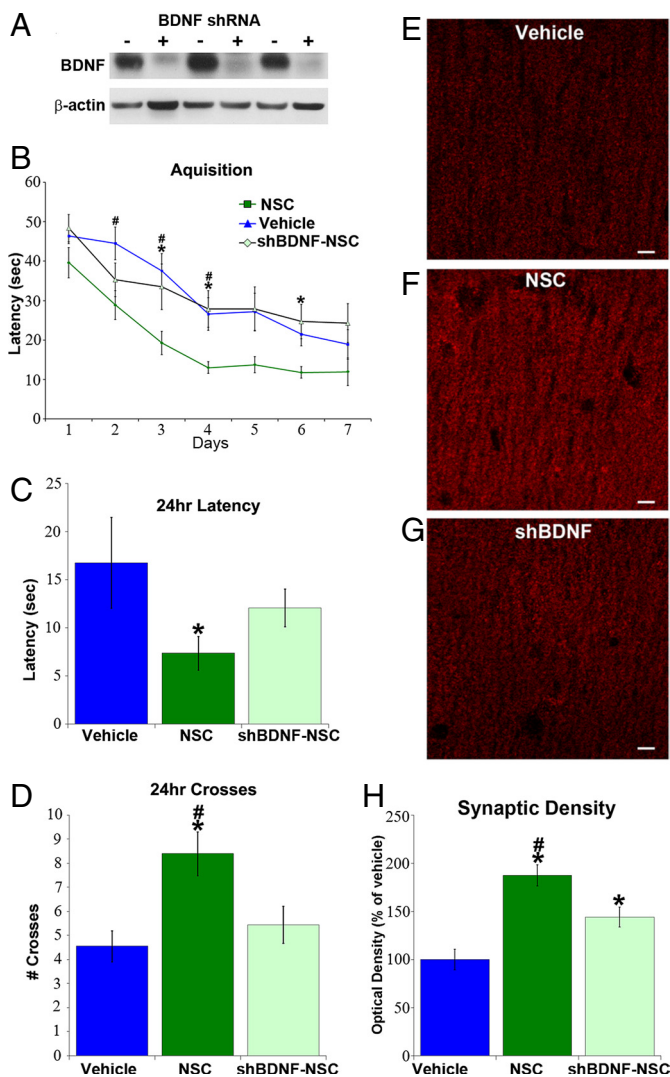 A
BDNF shRNA
- + - + - +
BDNF
β-actin
B
Aquisition
60
50
40
30
20
10
0
Latency (sec)
NSC
Vehicle
shBDNF-NSC
#
#
*
#
*
*
1 2 3 4 5 6 7
Days
C
24hr Latency
25
20
15
10
5
0
Latency (sec)
*
Vehicle NSC shBDNF-NSC
D
24hr Crosses
10
9
8
7
6
5
4
3
2
1
0
# Crosses
#
*
Vehicle NSC shBDNF-NSC
E
Vehicle
F
NSC
G
shBDNF
H
Synaptic Density
250
200
150
100
50
0
Optical Density (% of vehicle)
#
*
*
Vehicle NSC shBDNF-NSC